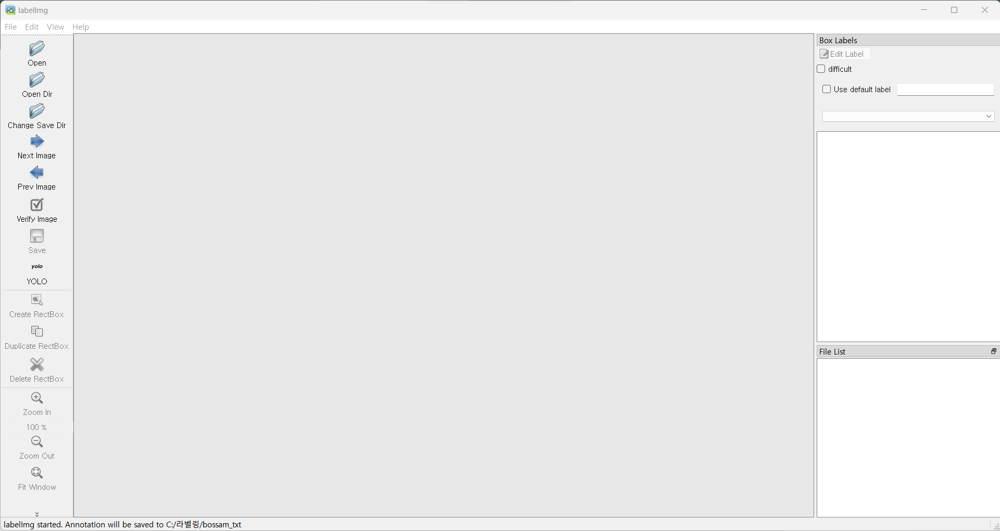 labelImg
File Edit View Help
Open
Open Dir
Change Save Dir
Next Image
Prev Image
Verify Image
Save
yolo
YOLO
Create RectBox
Duplicate RectBox
Delete RectBox
Zoom In
100 %
Zoom Out
Fit Window
Box Labels
Edit Label
difficult
Use default label
File List
labelImg started. Annotation will be saved to C:/라벨링/bossam_txt